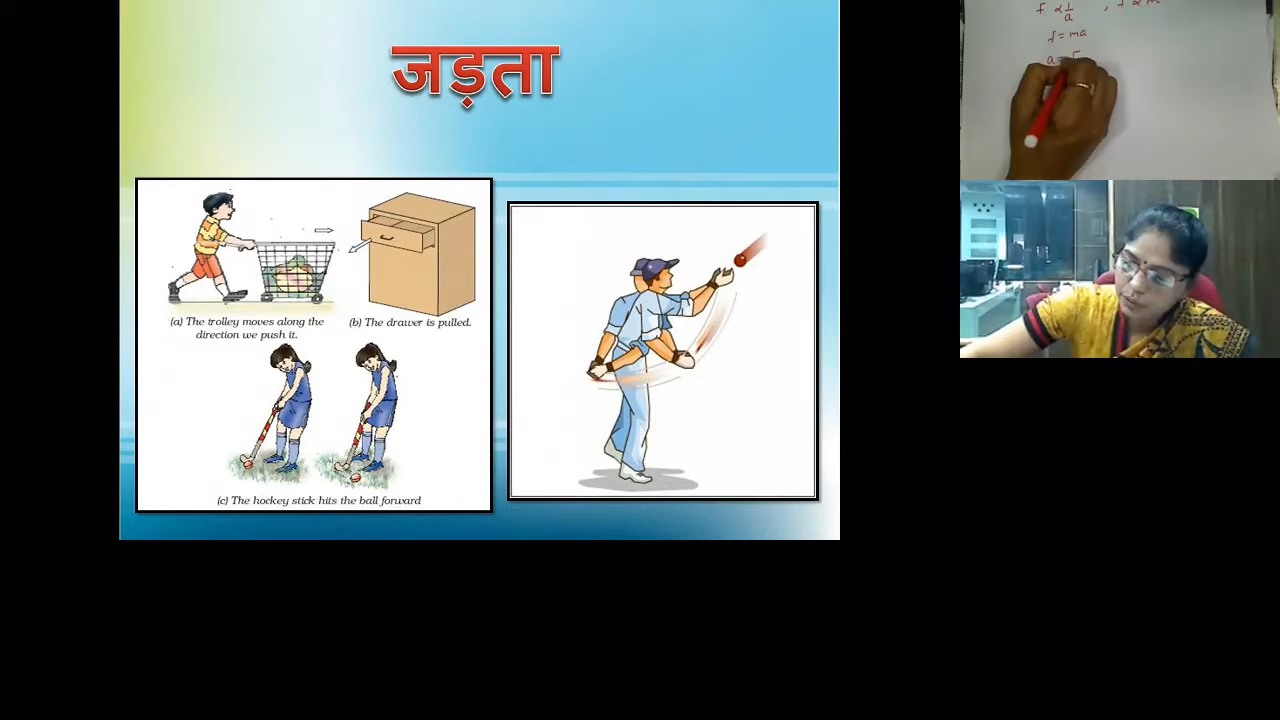 जड़ता
(a) The trolley moves along the
direction we push it.
(b) The drawer is pulled.
(c) The hockey stick hits the ball forward
f ∝ 1/a , f ∝ m
f = ma
a =